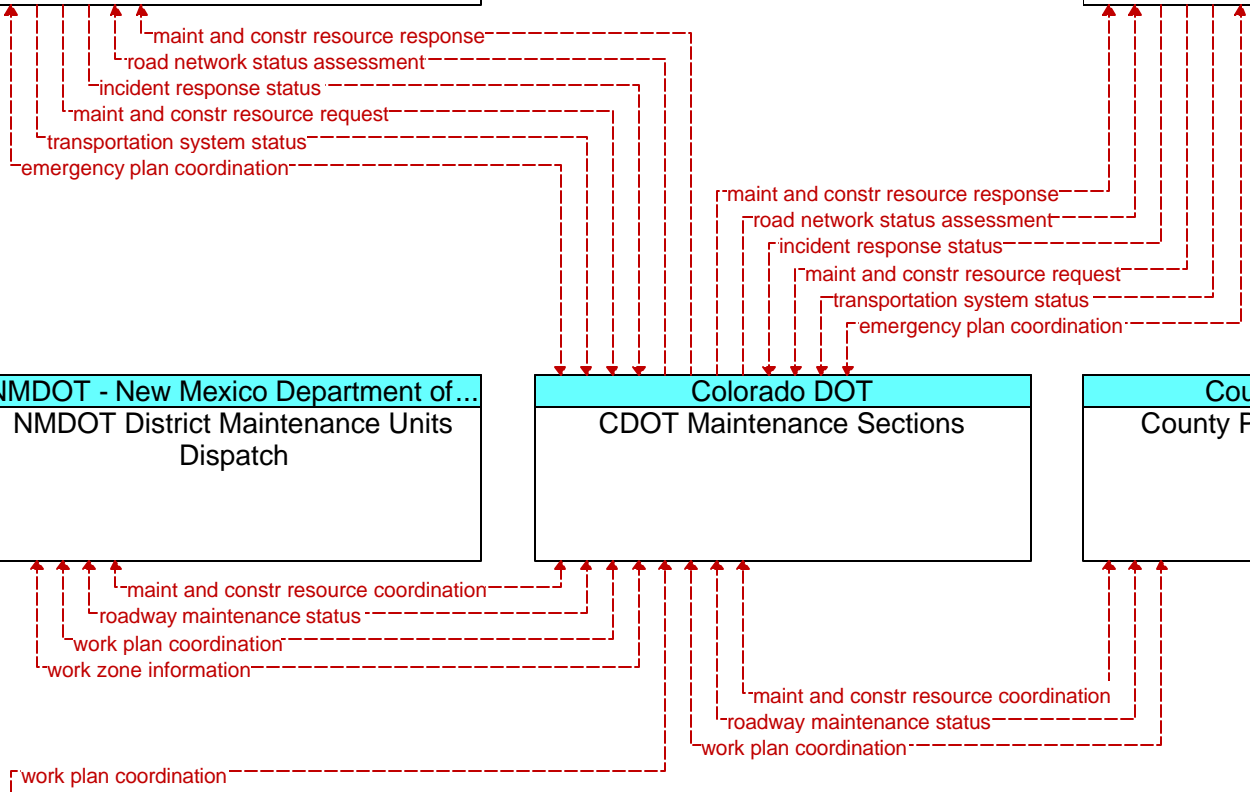 maint and constr resource response
road network status assessment
incident response status
maint and constr resource request
transportation system status
emergency plan coordination
maint and constr resource response
road network status assessment
incident response status
maint and constr resource request
transportation system status
emergency plan coordination
NMDOT - New Mexico Department of...
NMDOT District Maintenance Units
Dispatch
Colorado DOT
CDOT Maintenance Sections
Cou
County
maint and constr resource coordination
roadway maintenance status
work plan coordination
work zone information
maint and constr resource coordination
roadway maintenance status
work plan coordination
work plan coordination